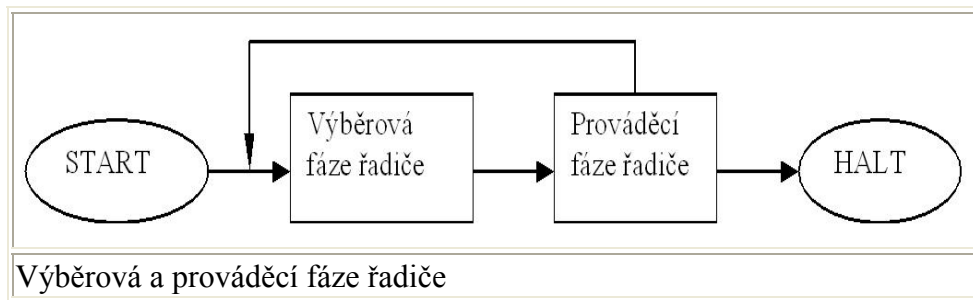 START
Výběrová
fáze řadiče
Prováděcí
fáze řadiče
HALT
Výběrová a prováděcí fáze řadiče